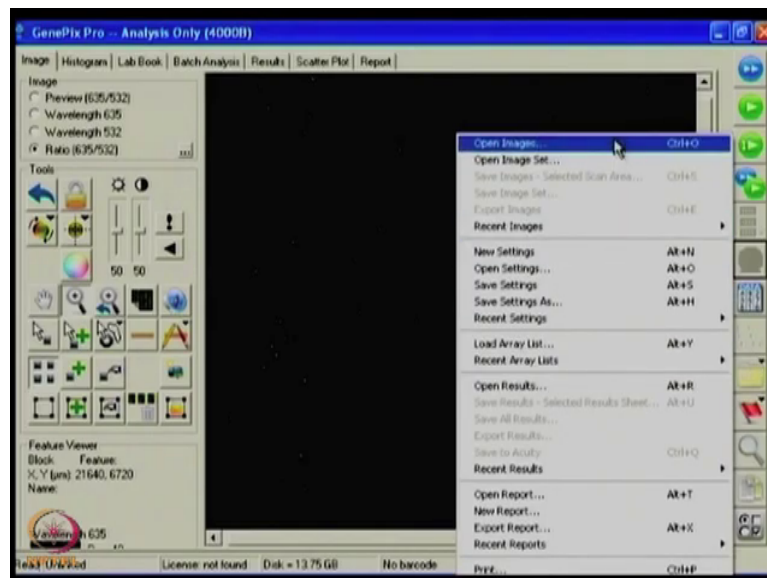 GenePix Pro -- Analysis Only (4000B)
Image Histogram Lab Book Batch Analysis Results Scatter Plot Report
Image
Preview (635/532)
Wavelength 635
Wavelength 532
Ratio (635/532)
...
Tools
50 50
Feature Viewer
Block: Feature:
X, Y (µm): 21640, 6720
Name:
Wavelength 635
Open Images... Ctrl+O
Open Image Set...
Save Images - Selected Scan Area... Ctrl+S
Save Image Set...
Export Images Ctrl+E
Recent Images
New Settings Alt+N
Open Settings... Alt+O
Save Settings Alt+S
Save Settings As... Alt+H
Recent Settings
Load Array List... Alt+Y
Recent Array Lists
Open Results... Alt+R
Save Results - Selected Results Sheet... Alt+U
Save All Results...
Export Results...
Save to Acuity Ctrl+Q
Recent Results
Open Report... Alt+T
New Report...
Export Report... Alt+X
Recent Reports
Print... Ctrl+P
License: not found Disk = 13.75 GB No barcode